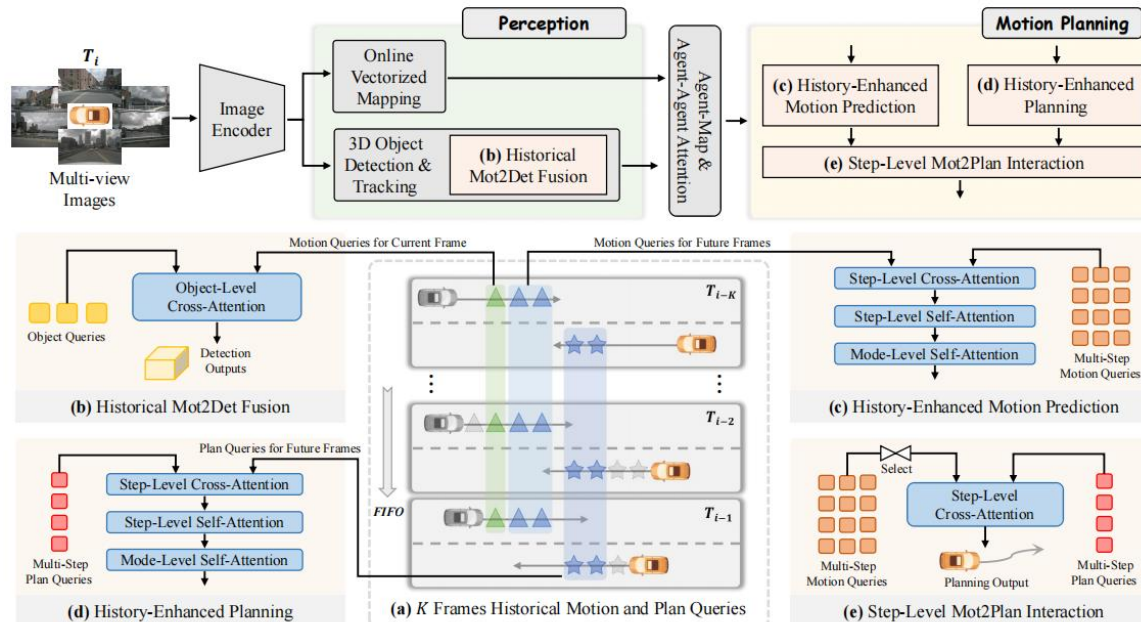 Perception
Motion Planning
T_i
Multi-view
Images
Image
Encoder
Online
Vectorized
Mapping
3D Object
Detection &
Tracking
(b) Historical
Mot2Det Fusion
Agent-Map &
Agent-Agent Attention
(c) History-Enhanced
Motion Prediction
(d) History-Enhanced
Planning
(e) Step-Level Mot2Plan Interaction
Motion Queries for Current Frame
Motion Queries for Future Frames
Object-Level
Cross-Attention
Object Queries
Detection
Outputs
(b) Historical Mot2Det Fusion
T_{i-K}
T_{i-2}
T_{i-1}
FIFO
(a) K Frames Historical Motion and Plan Queries
Step-Level Cross-Attention
Step-Level Self-Attention
Mode-Level Self-Attention
Multi-Step
Motion Queries
(c) History-Enhanced Motion Prediction
Plan Queries for Future Frames
Step-Level Cross-Attention
Step-Level Self-Attention
Mode-Level Self-Attention
Multi-Step
Plan Queries
(d) History-Enhanced Planning
Select
Step-Level
Cross-Attention
Multi-Step
Motion Queries
Planning Output
Multi-Step
Plan Queries
(e) Step-Level Mot2Plan Interaction